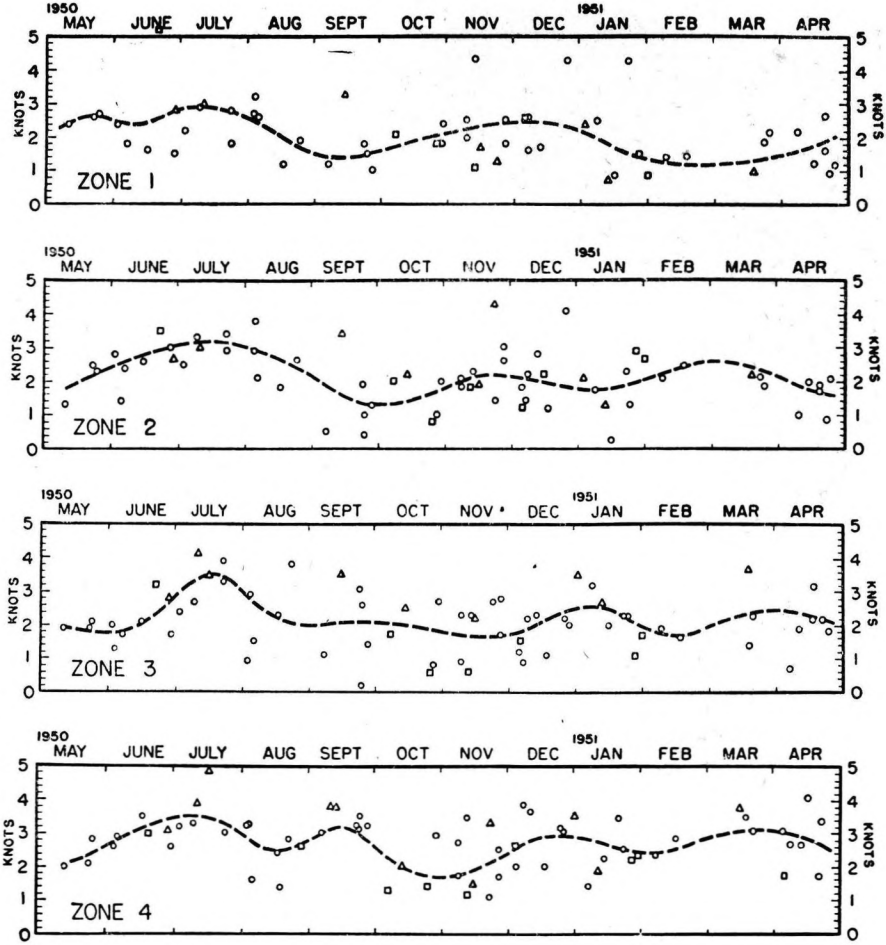 1950 1951
MAY JUNE JULY AUG SEPT OCT NOV DEC JAN FEB MAR APR
5 5
4 4
KNOTS 3 3 KNOTS
2 2
1 1
ZONE 1
0 0
1950 1951
MAY JUNE JULY AUG SEPT OCT NOV DEC JAN FEB MAR APR
5 5
4 4
KNOTS 3 3 KNOTS
2 2
1 1
ZONE 2
0 0
1950 1951
MAY JUNE JULY AUG SEPT OCT NOV DEC JAN FEB MAR APR
5 5
4 4
KNOTS 3 3 KNOTS
2 2
1 1
ZONE 3
0 0
1950 1951
MAY JUNE JULY AUG SEPT OCT NOV DEC JAN FEB MAR APR
5 5
4 4
KNOTS 3 3 KNOTS
2 2
1 1
ZONE 4
0 0